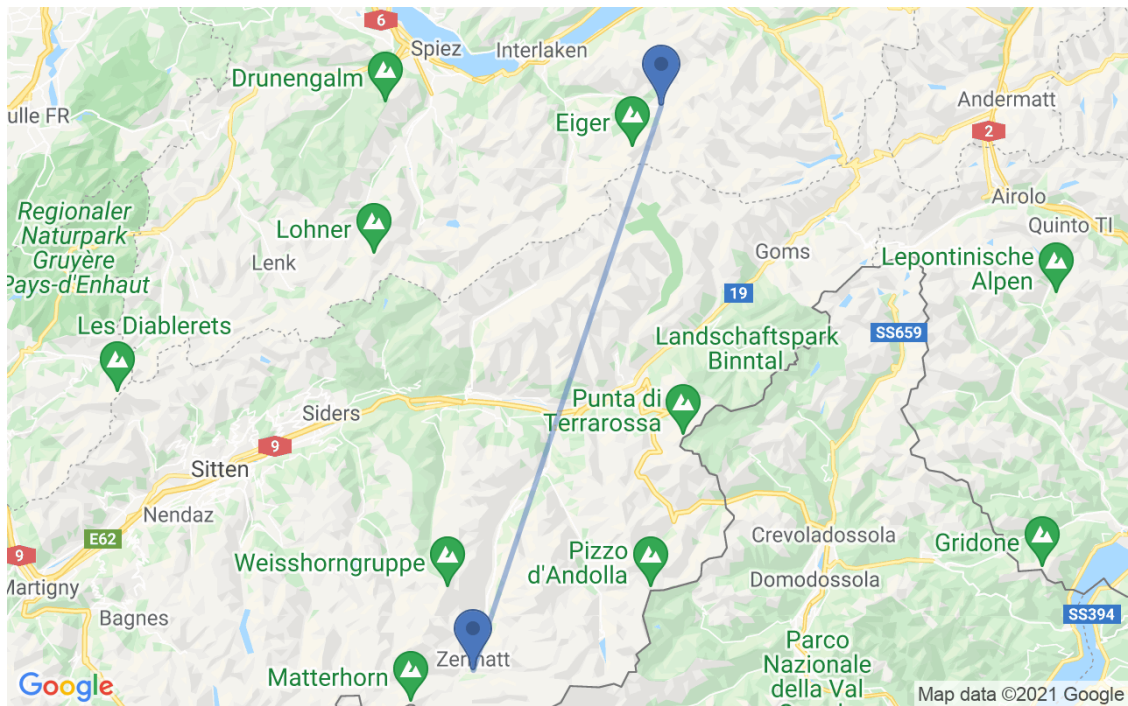 6
Spiez
Interlaken
Drunengalm
ulle FR
Eiger
Andermatt
2
Regionaler
Naturpark
Gruyère
Pays-d'Enhaut
Airolo
Quinto TI
Lohner
Lenk
Goms
Lepontinische
Alpen
19
Les Diablerets
SS659
Landschaftspark
Binntal
Siders
Punta di
Terrarossa
9
Sitten
Nendaz
E62
Crevoladossola
Gridone
9
Weisshorngruppe
Pizzo
d'Andolla
Domodossola
Martigny
Bagnes
SS394
Zermatt
Matterhorn
Parco
Nazionale
della Val
Google
Map data ©2021 Google